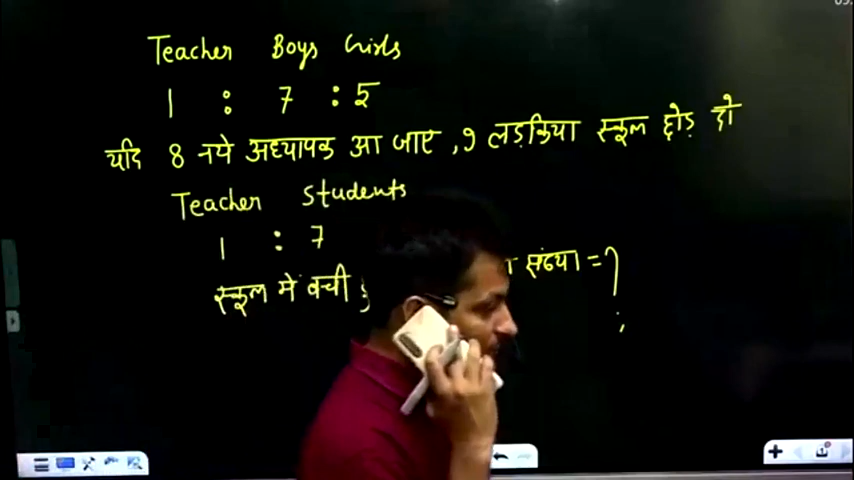 Teacher Boys Girls
1 : 7 : 5
यदि 8 नये अध्यापक आ जाए , 9 लड़किया स्कूल छोड़ दे
Teacher Students
1 : 7
स्कूल में बची संख्या = ?